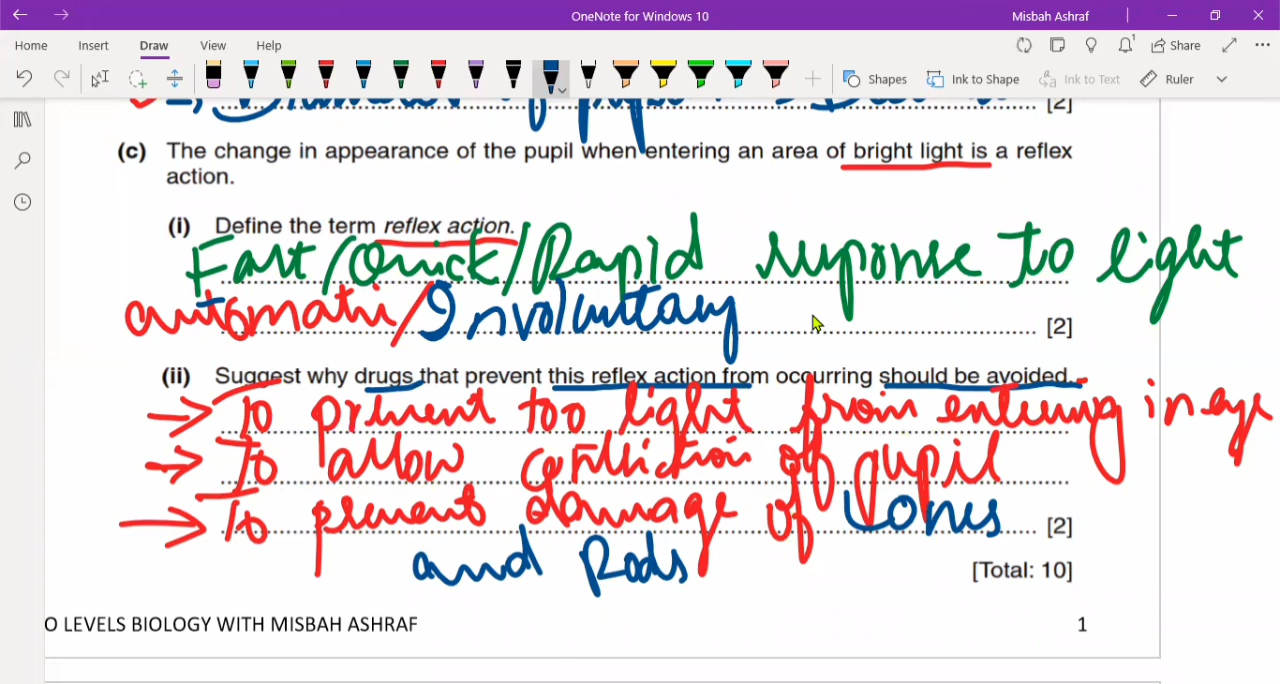 OneNote for Windows 10
Misbah Ashraf
Home Insert Draw View Help
Share
Shapes Ink to Shape Ink to Text Ruler
[2]
(c) The change in appearance of the pupil when entering an area of bright light is a reflex
action.
(i) Define the term reflex action.
Fast/Quick/Rapid response to light
automatic/Involuntary
[2]
(ii) Suggest why drugs that prevent this reflex action from occurring should be avoided.
→ To prevent too light from entering in eye
→ To allow of pupil
→ To prevent damage of Cones [2]
and Rods
[Total: 10]
O LEVELS BIOLOGY WITH MISBAH ASHRAF 1